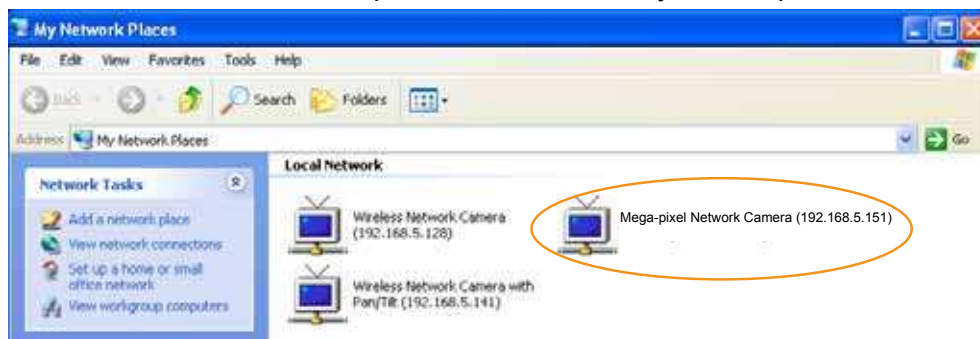 My Network Places
File Edit View Favorites Tools Help
Back Search Folders
Address My Network Places Go
Local Network
Network Tasks
Add a network place
View network connections
Set up a home or small
office network
View workgroup computers
Wireless Network Camera
(192.168.5.128)
Mega-pixel Network Camera (192.168.5.151)
Wireless Network Camera with
Pan/Tilt (192.168.5.141)